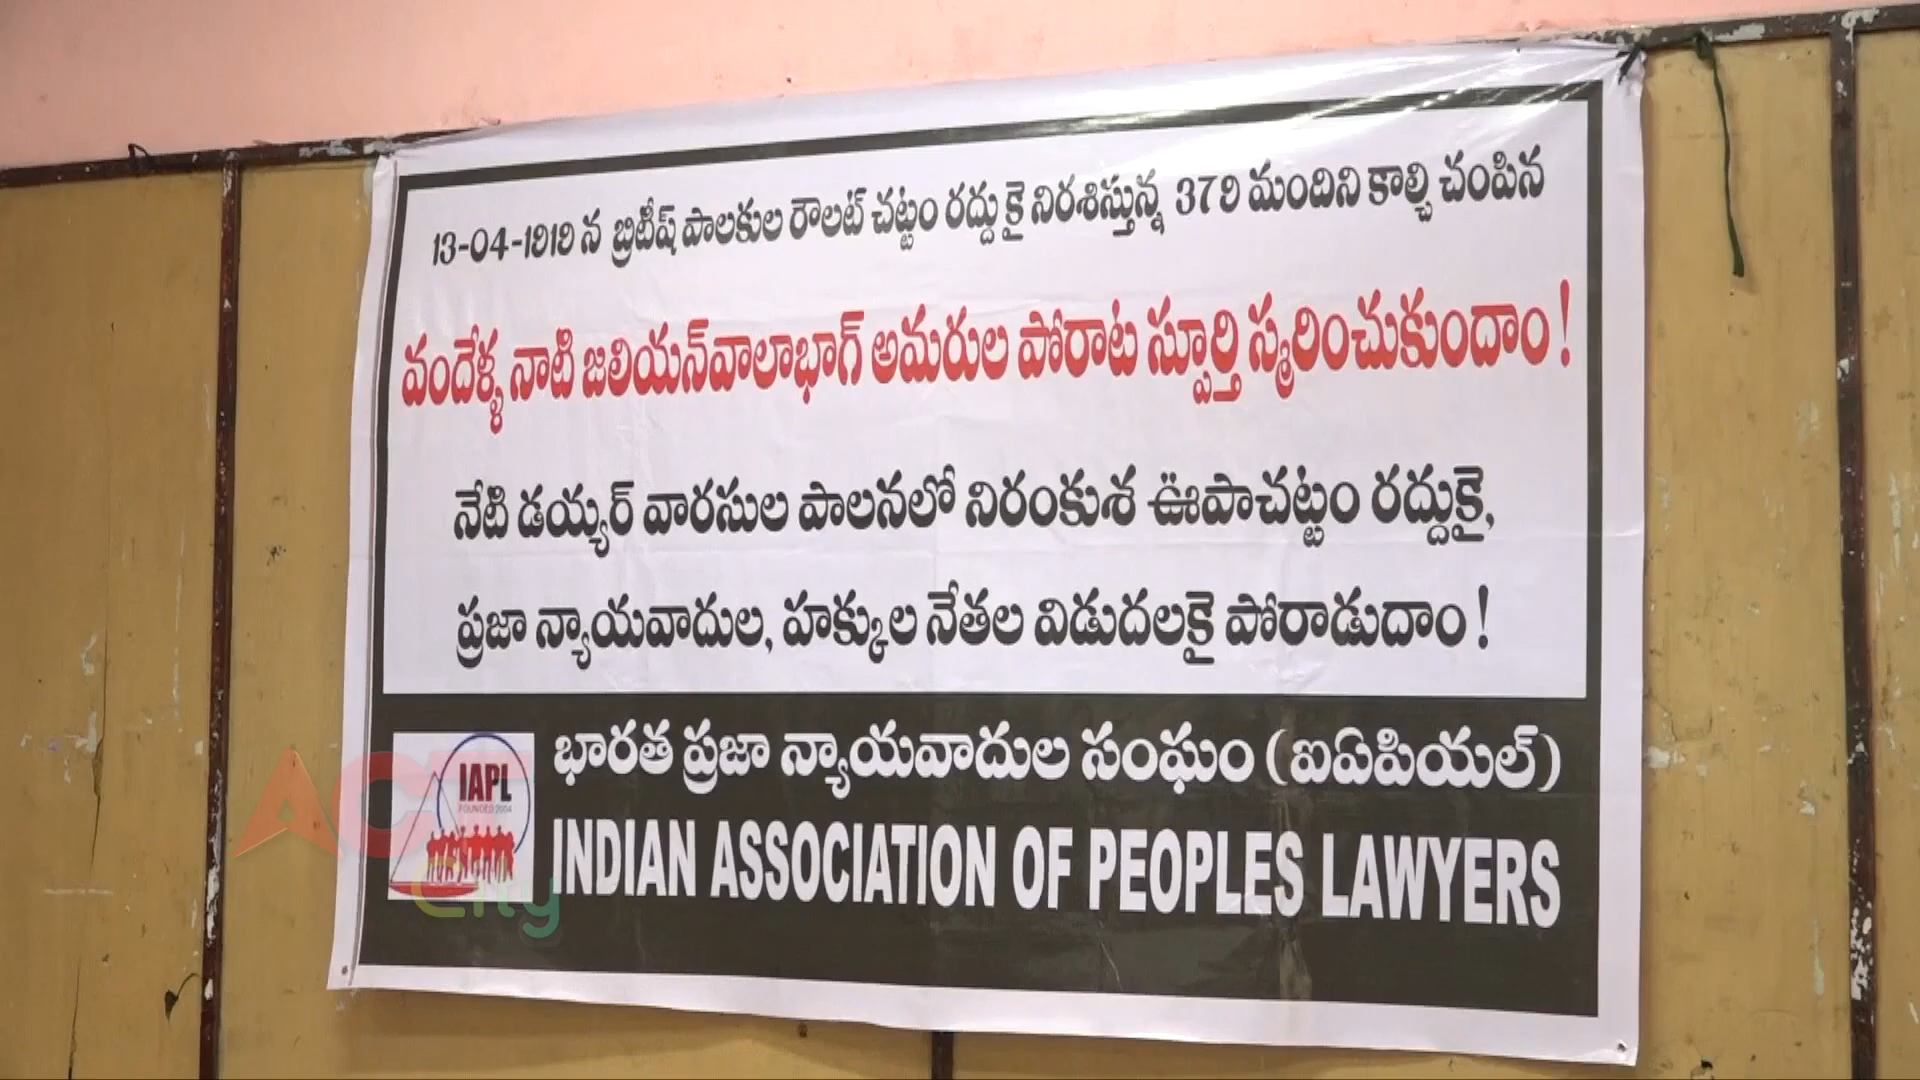 13-04-1919 న బ్రిటీష్ పాలకుల రౌలట్ చట్టం రద్దు కై నిరశిస్తున్న 379 మందిని కాల్చి చంపిన
వందేళ్ళ నాటి జలియన్‌వాలాభాగ్ అమరుల పోరాట స్ఫూర్తి స్మరించుకుందాం!
నేటి డయ్యర్ వారసుల పాలనలో నిరంకుశ ఊపాచట్టం రద్దుకై,
ప్రజా న్యాయవాదుల, హక్కుల నేతల విడుదలకై పోరాడుదాం!
భారత ప్రజా న్యాయవాదుల సంఘం (ఐఏపియల్)
IAPL
FOUNDED 2004
INDIAN ASSOCIATION OF PEOPLES LAWYERS
City